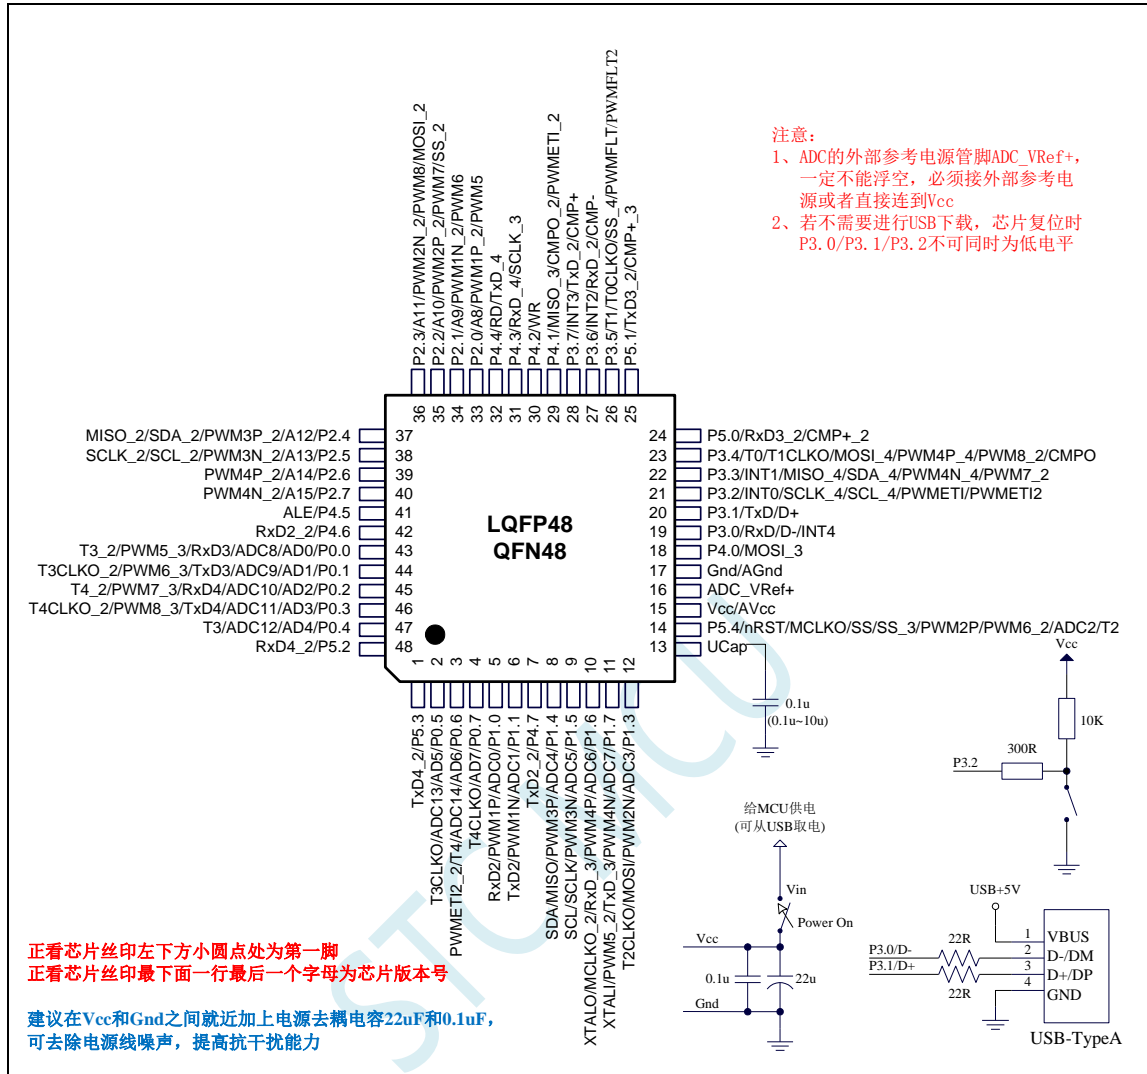 P2.3/A11/PWM2N_2/PWM8/MOSI_2
P2.2/A10/PWM2P_2/PWM7/SS_2
P2.1/A9/PWM1N_2/PWM6
P2.0/A8/PWM1P_2/PWM5
P4.4/RD/TxD_4
P4.3/RxD_4/SCLK_3
P4.2/WR
P4.1/MISO_3/CMPO_2/PWMETI_2
P3.7/INT3/TxD_2/CMP+
P3.6/INT2/RxD_2/CMP-
P3.5/T1/T0CLKO/SS_4/PWMFLT/PWMFLT2
P5.1/TxD3_2/CMP+_3
注意:
1、ADC的外部参考电源管脚ADC_VRef+,
一定不能浮空，必须接外部参考电
源或者直接连到Vcc
2、若不需要进行USB下载，芯片复位时
P3.0/P3.1/P3.2不可同时为低电平
36 35 34 33 32 31 30 29 28 27 26 25
MISO_2/SDA_2/PWM3P_2/A12/P2.4 37
SCLK_2/SCL_2/PWM3N_2/A13/P2.5 38
PWM4P_2/A14/P2.6 39
PWM4N_2/A15/P2.7 40
ALE/P4.5 41
RxD2_2/P4.6 42
T3_2/PWM5_3/RxD3/ADC8/AD0/P0.0 43
T3CLKO_2/PWM6_3/TxD3/ADC9/AD1/P0.1 44
T4_2/PWM7_3/RxD4/ADC10/AD2/P0.2 45
T4CLKO_2/PWM8_3/TxD4/ADC11/AD3/P0.3 46
T3/ADC12/AD4/P0.4 47
RxD4_2/P5.2 48
LQFP48
QFN48
24 P5.0/RxD3_2/CMP+_2
23 P3.4/T0/T1CLKO/MOSI_4/PWM4P_4/PWM8_2/CMPO
22 P3.3/INT1/MISO_4/SDA_4/PWM4N_4/PWM7_2
21 P3.2/INT0/SCLK_4/SCL_4/PWMETI/PWMETI2
20 P3.1/TxD/D+
19 P3.0/RxD/D-/INT4
18 P4.0/MOSI_3
17 Gnd/AGnd
16 ADC_VRef+
15 Vcc/AVcc
14 P5.4/nRST/MCLKO/SS/SS_3/PWM2P/PWM6_2/ADC2/T2
13 UCap
1 2 3 4 5 6 7 8 9 10 11 12
TxD4_2/P5.3
T3CLKO/ADC13/AD5/P0.5
PWMETI2_2/T4/ADC14/AD6/P0.6
T4CLKO/AD7/P0.7
RxD2/PWM1P/ADC0/P1.0
TxD2/PWM1N/ADC1/P1.1
TxD2_2/P4.7
SDA/MISO/PWM3P/ADC4/P1.4
SCL/SCLK/PWM3N/ADC5/P1.5
XTALO/MCLKO_2/RxD_3/PWM4P/ADC6/P1.6
XTALI/PWM5_2/TxD_3/PWM4N/ADC7/P1.7
T2CLKO/MOSI/PWM2N/ADC3/P1.3
0.1u
(0.1u~10u)
Vcc
10K
300R
P3.2
给MCU供电
(可从USB取电)
Vin
Power On
Vcc
0.1u
22u
Gnd
USB+5V
P3.0/D-
P3.1/D+
22R
22R
1 VBUS
2 D-/DM
3 D+/DP
4 GND
USB-TypeA
正看芯片丝印左下方小圆点处为第一脚
正看芯片丝印最下面一行最后一个字母为芯片版本号
建议在Vcc和Gnd之间就近加上电源去耦电容22uF和0.1uF,
可去除电源线噪声，提高抗干扰能力
STCMCU